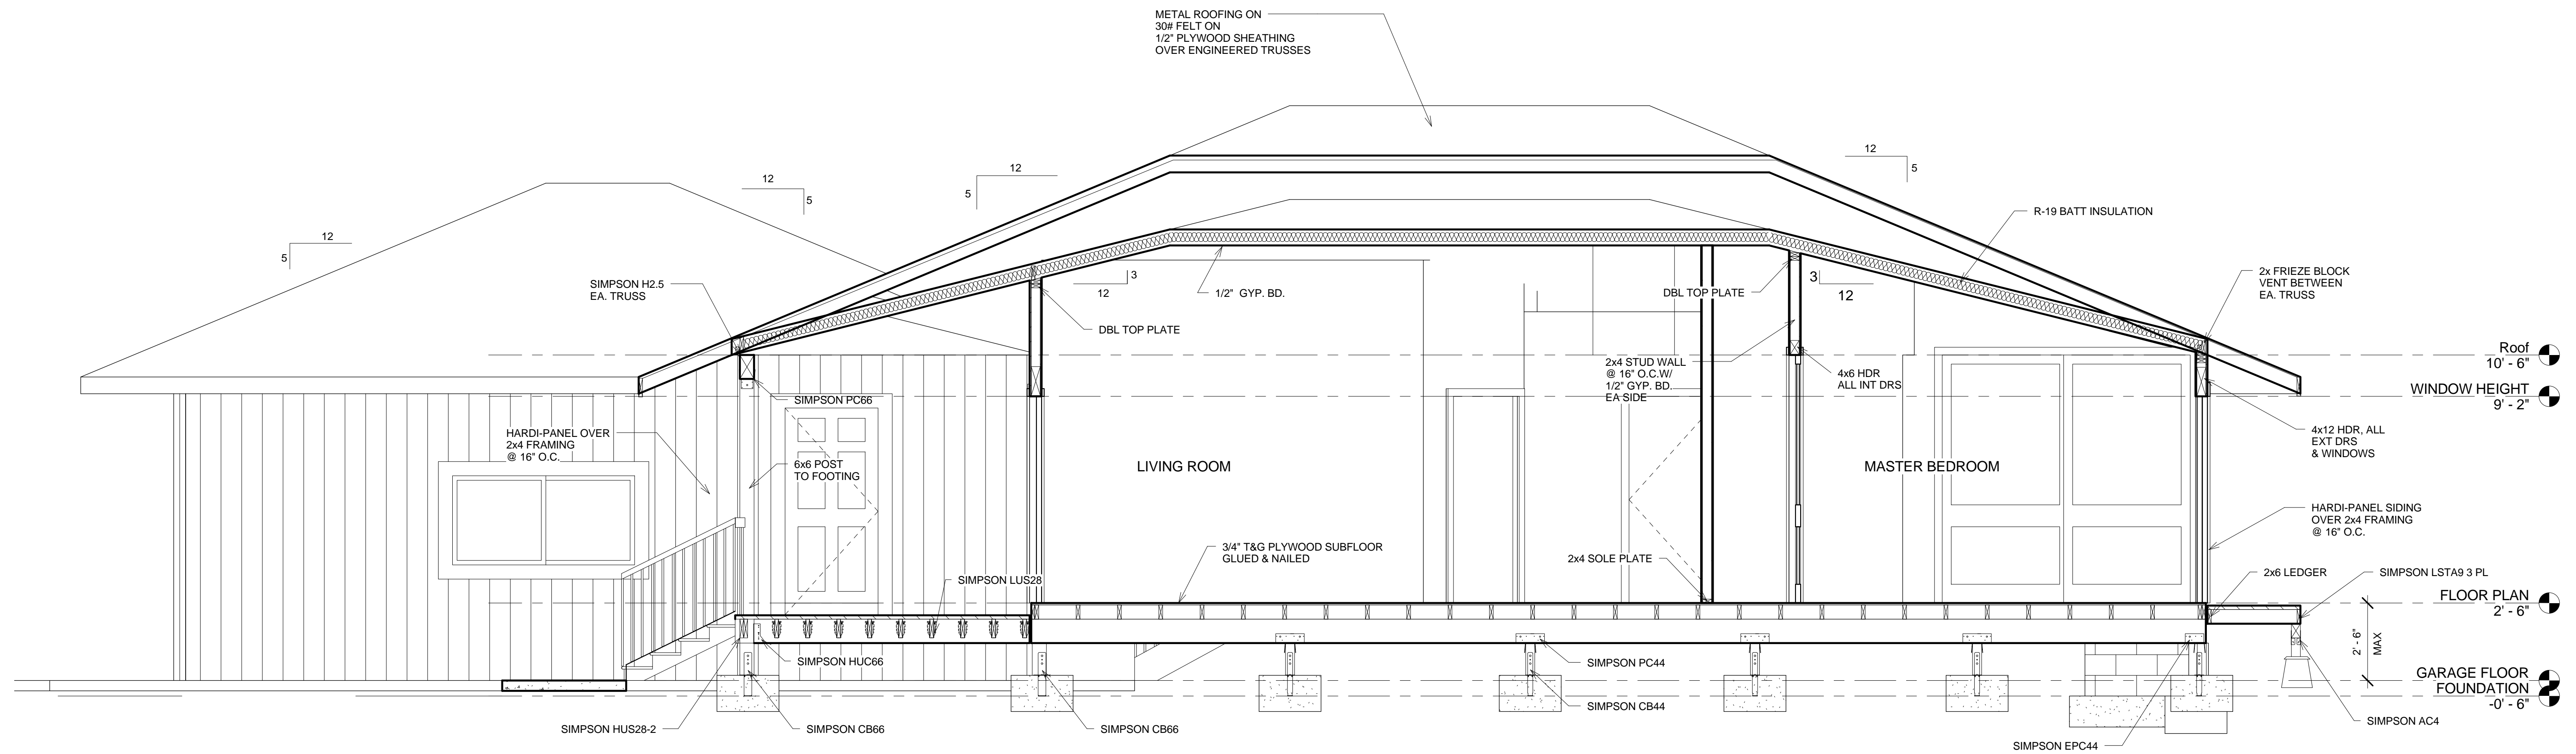 METAL ROOFING ON
30# FELT ON
1/2" PLYWOOD SHEATHING
OVER ENGINEERED TRUSSES
12
5
12
5
12
5
12
5
R-19 BATT INSULATION
SIMPSON H2.5
EA. TRUSS
3
12
1/2" GYP. BD.
DBL TOP PLATE
3
12
2x FRIEZE BLOCK
VENT BETWEEN
EA. TRUSS
DBL TOP PLATE
2x4 STUD WALL
@ 16" O.C.W/
1/2" GYP. BD.
EA SIDE
4x6 HDR
ALL INT DRS
Roof
10' - 6"
WINDOW HEIGHT
9' - 2"
SIMPSON PC66
HARDI-PANEL OVER
2x4 FRAMING
@ 16" O.C.
6x6 POST
TO FOOTING
LIVING ROOM
MASTER BEDROOM
4x12 HDR, ALL
EXT DRS
& WINDOWS
HARDI-PANEL SIDING
OVER 2x4 FRAMING
@ 16" O.C.
3/4" T&G PLYWOOD SUBFLOOR
GLUED & NAILED
2x4 SOLE PLATE
SIMPSON LUS28
2x6 LEDGER
SIMPSON LSTA9 3 PL
FLOOR PLAN
2' - 6"
2' - 6"
MAX
SIMPSON HUC66
SIMPSON PC44
GARAGE FLOOR
FOUNDATION
-0' - 6"
SIMPSON HUS28-2
SIMPSON CB66
SIMPSON CB66
SIMPSON CB44
SIMPSON AC4
SIMPSON EPC44